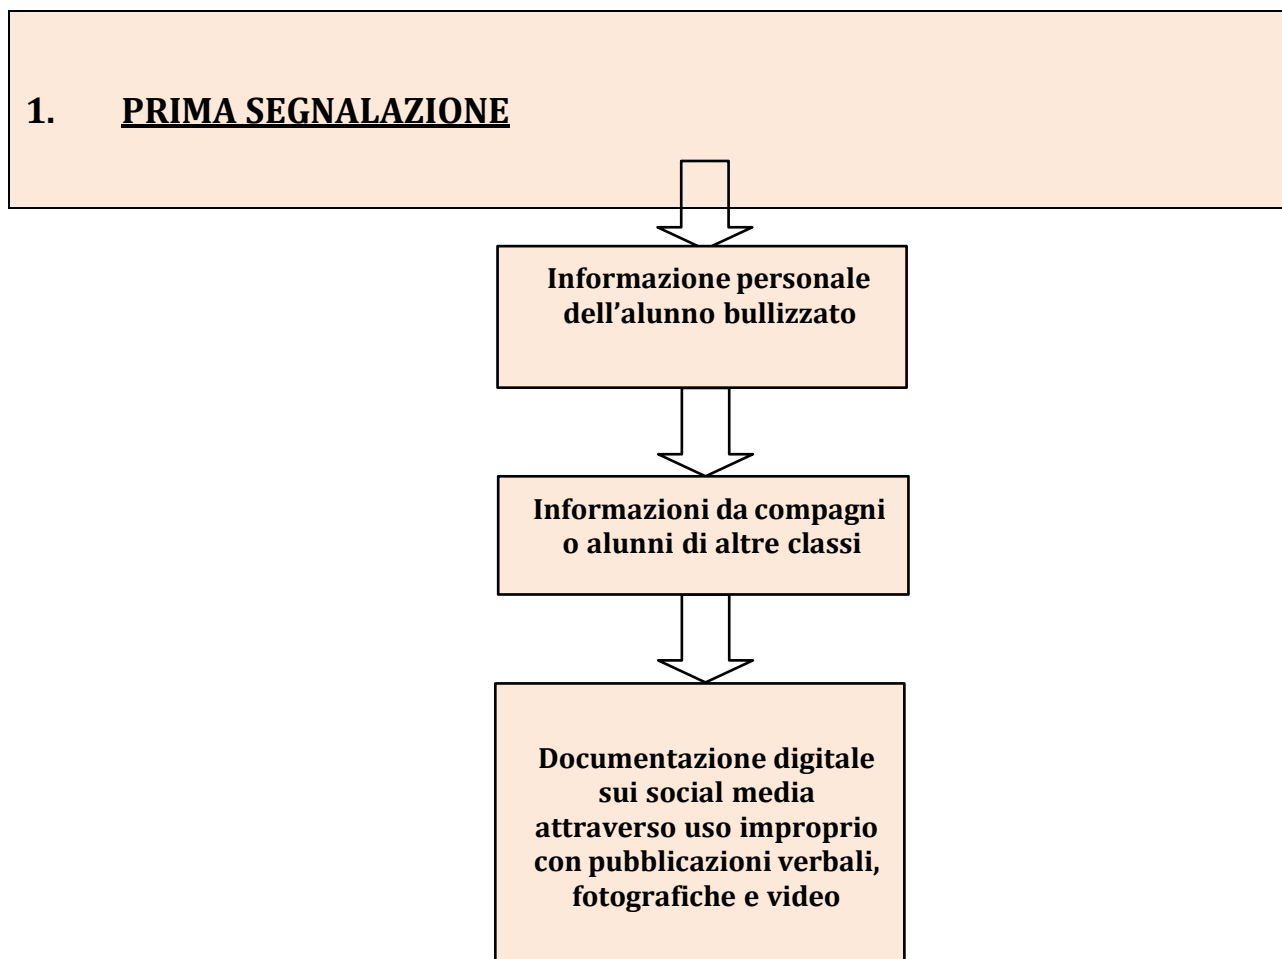 1. PRIMA SEGNALAZIONE
Informazione personale
dell’alunno bullizzato
Informazioni da compagni
o alunni di altre classi
Documentazione digitale
sui social media
attraverso uso improprio
con pubblicazioni verbali,
fotografiche e video